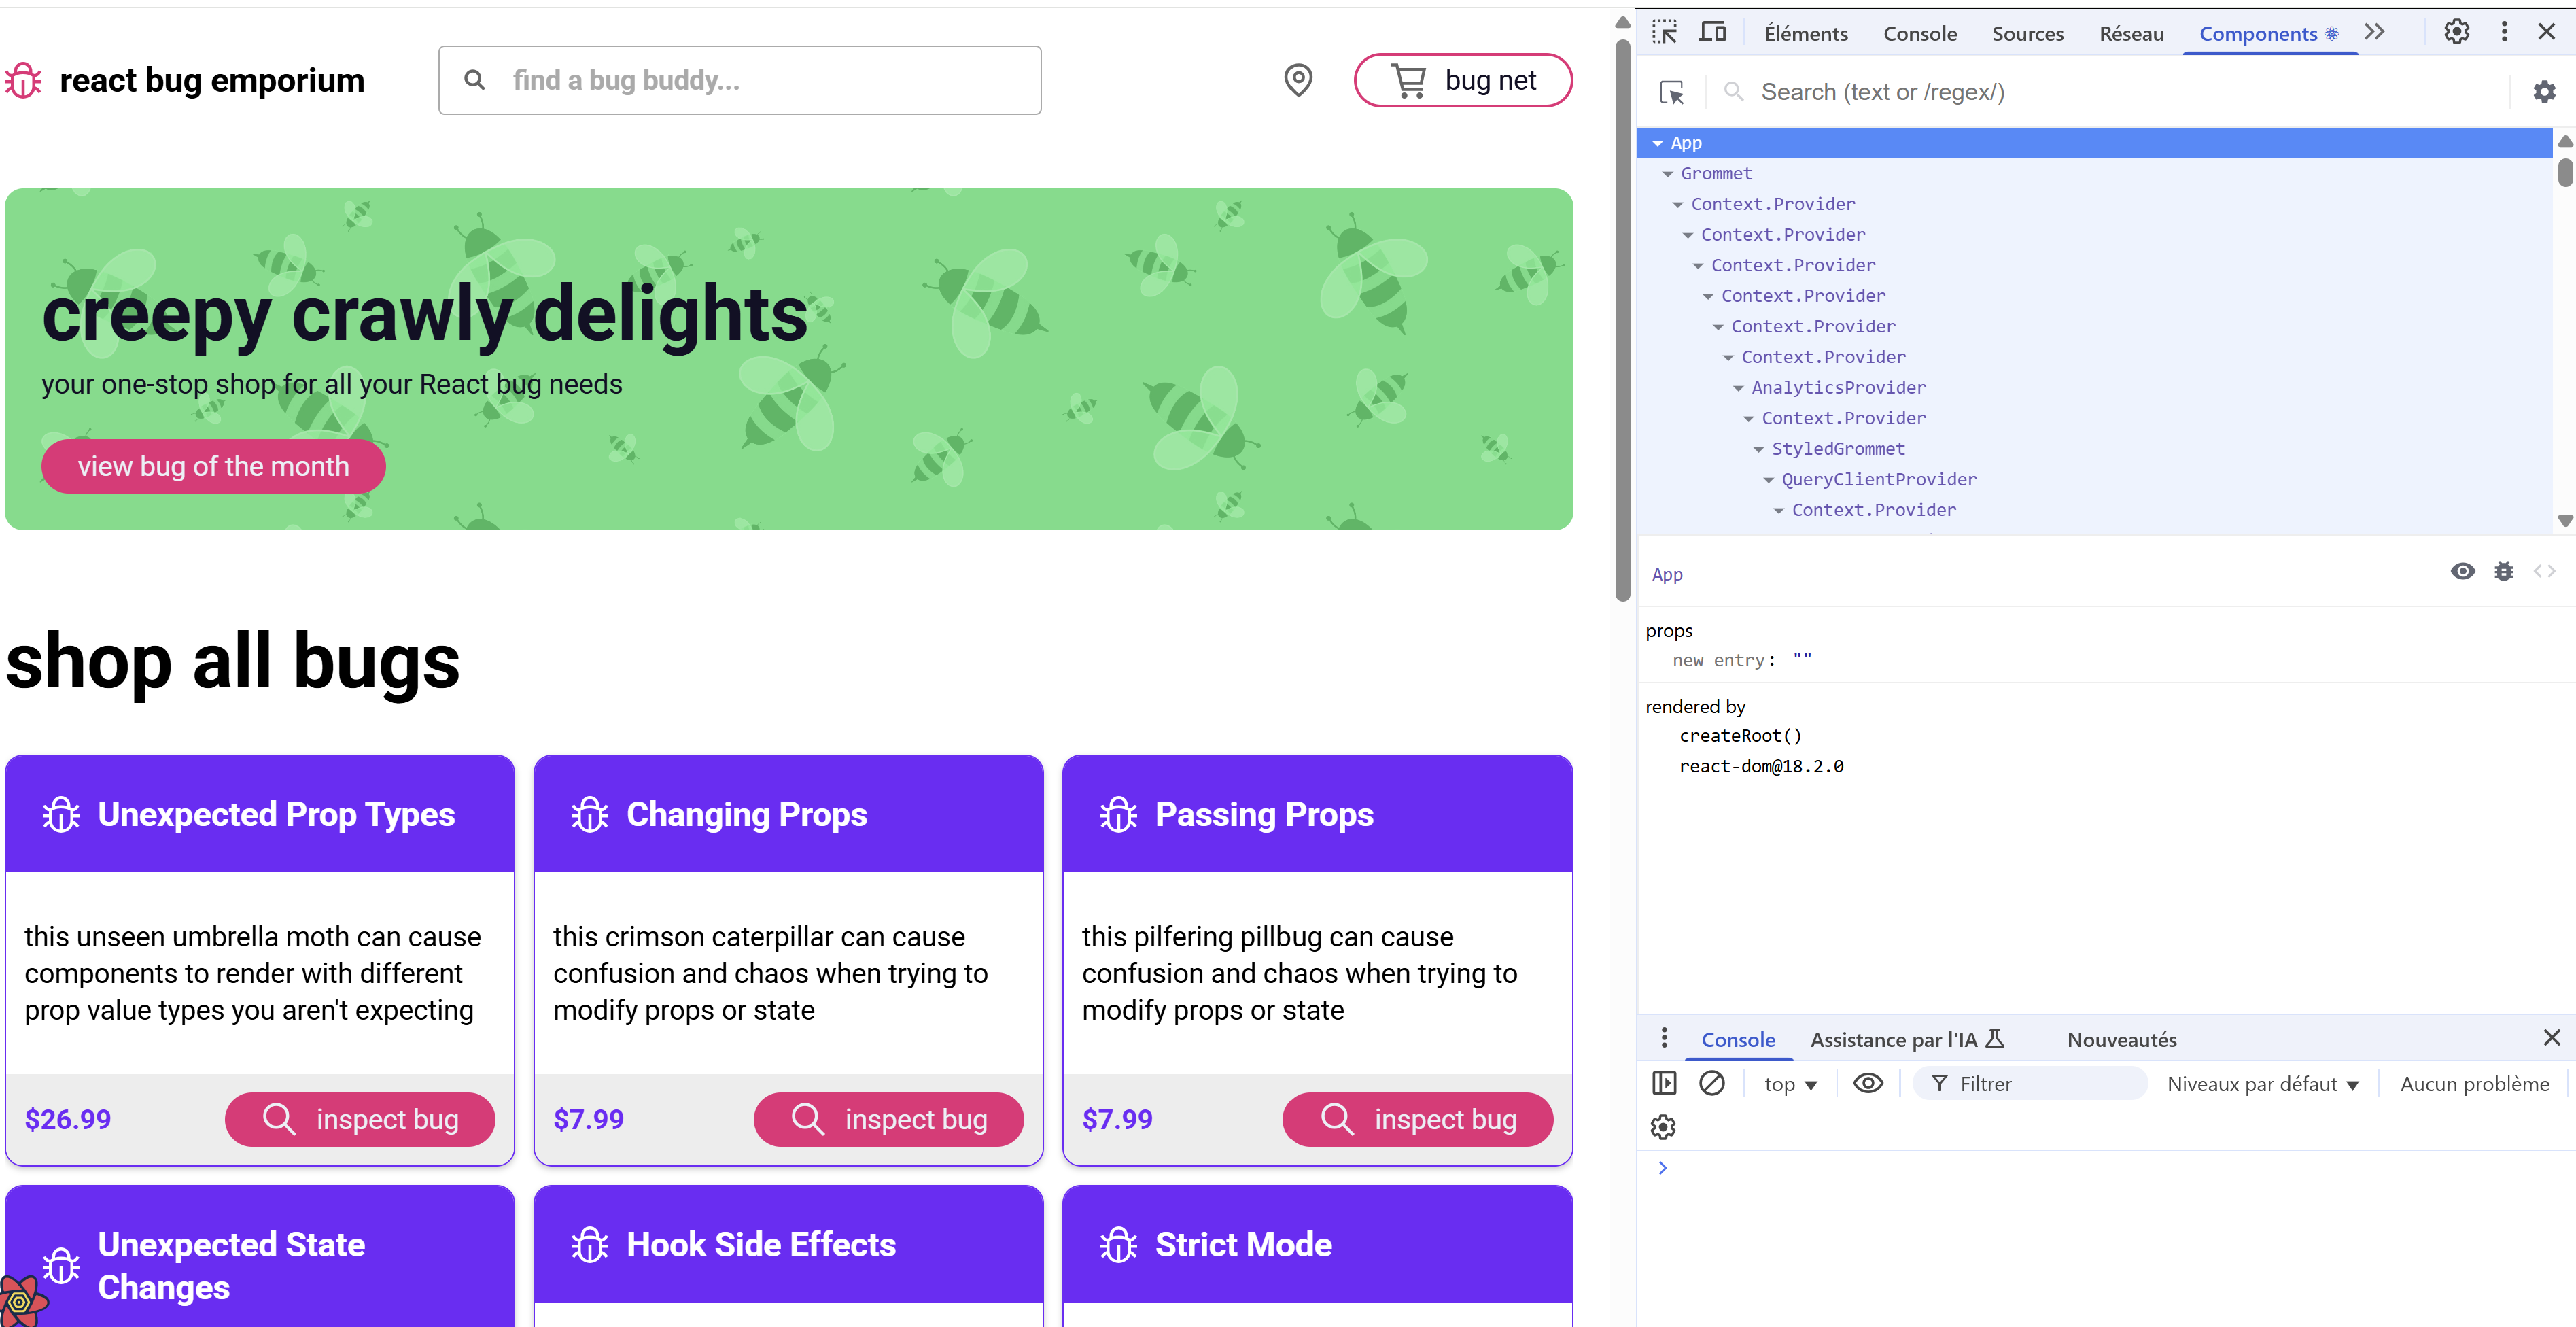 react bug emporium
find a bug buddy...
bug net
creepy crawly delights
your one-stop shop for all your React bug needs
view bug of the month
shop all bugs
Unexpected Prop Types
this unseen umbrella moth can cause
components to render with different
prop value types you aren't expecting
$26.99
inspect bug
Changing Props
this crimson caterpillar can cause
confusion and chaos when trying to
modify props or state
$7.99
inspect bug
Passing Props
this pilfering pillbug can cause
confusion and chaos when trying to
modify props or state
$7.99
inspect bug
Unexpected State
Changes
Hook Side Effects
Strict Mode
Éléments Console Sources Réseau Components
Search (text or /regex/)
App
Grommet
Context.Provider
Context.Provider
Context.Provider
Context.Provider
Context.Provider
Context.Provider
AnalyticsProvider
Context.Provider
StyledGrommet
QueryClientProvider
Context.Provider
App
props
new entry: ""
rendered by
createRoot()
react-dom@18.2.0
Console Assistance par l'IA Nouveautés
top Filtrer Niveaux par défaut Aucun problème